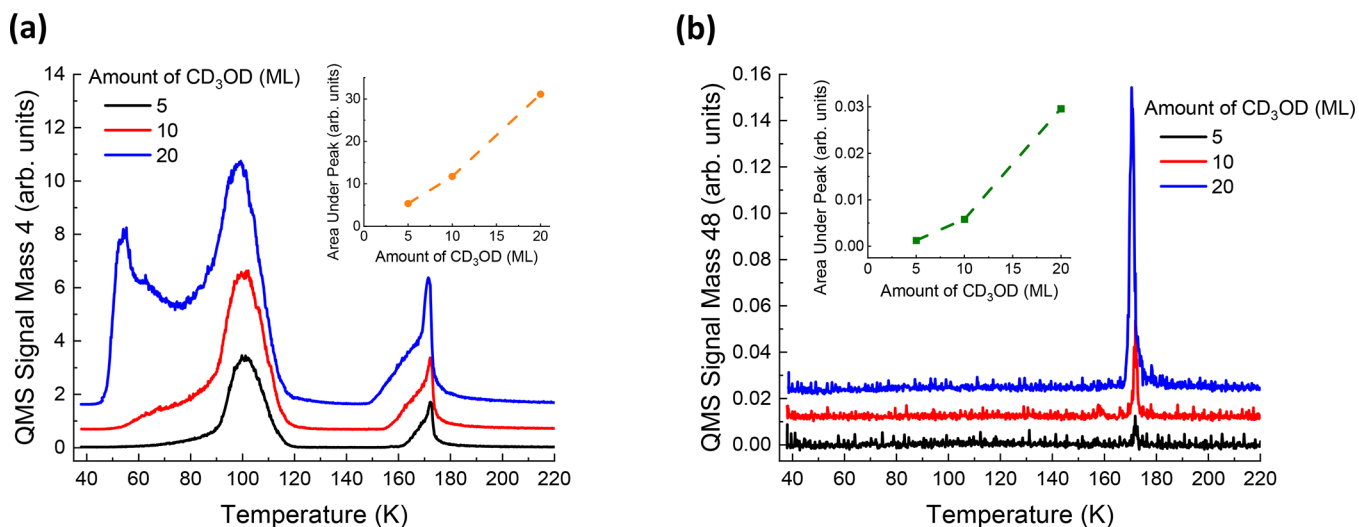 (a)
QMS Signal Mass 4 (arb. units)
14
12
10
8
6
4
2
0
Amount of CD₃OD (ML)
5
10
20
Area Under Peak (arb. units)
30
20
10
0
0 5 10 15 20
Amount of CD₃OD (ML)
40 60 80 100 120 140 160 180 200 220
Temperature (K)
(b)
QMS Signal Mass 48 (arb. units)
0.16
0.14
0.12
0.10
0.08
0.06
0.04
0.02
0.00
Area Under Peak (arb. units)
0.03
0.02
0.01
0.00
0 5 10 15 20
Amount of CD₃OD (ML)
Amount of CD₃OD (ML)
5
10
20
40 60 80 100 120 140 160 180 200 220
Temperature (K)